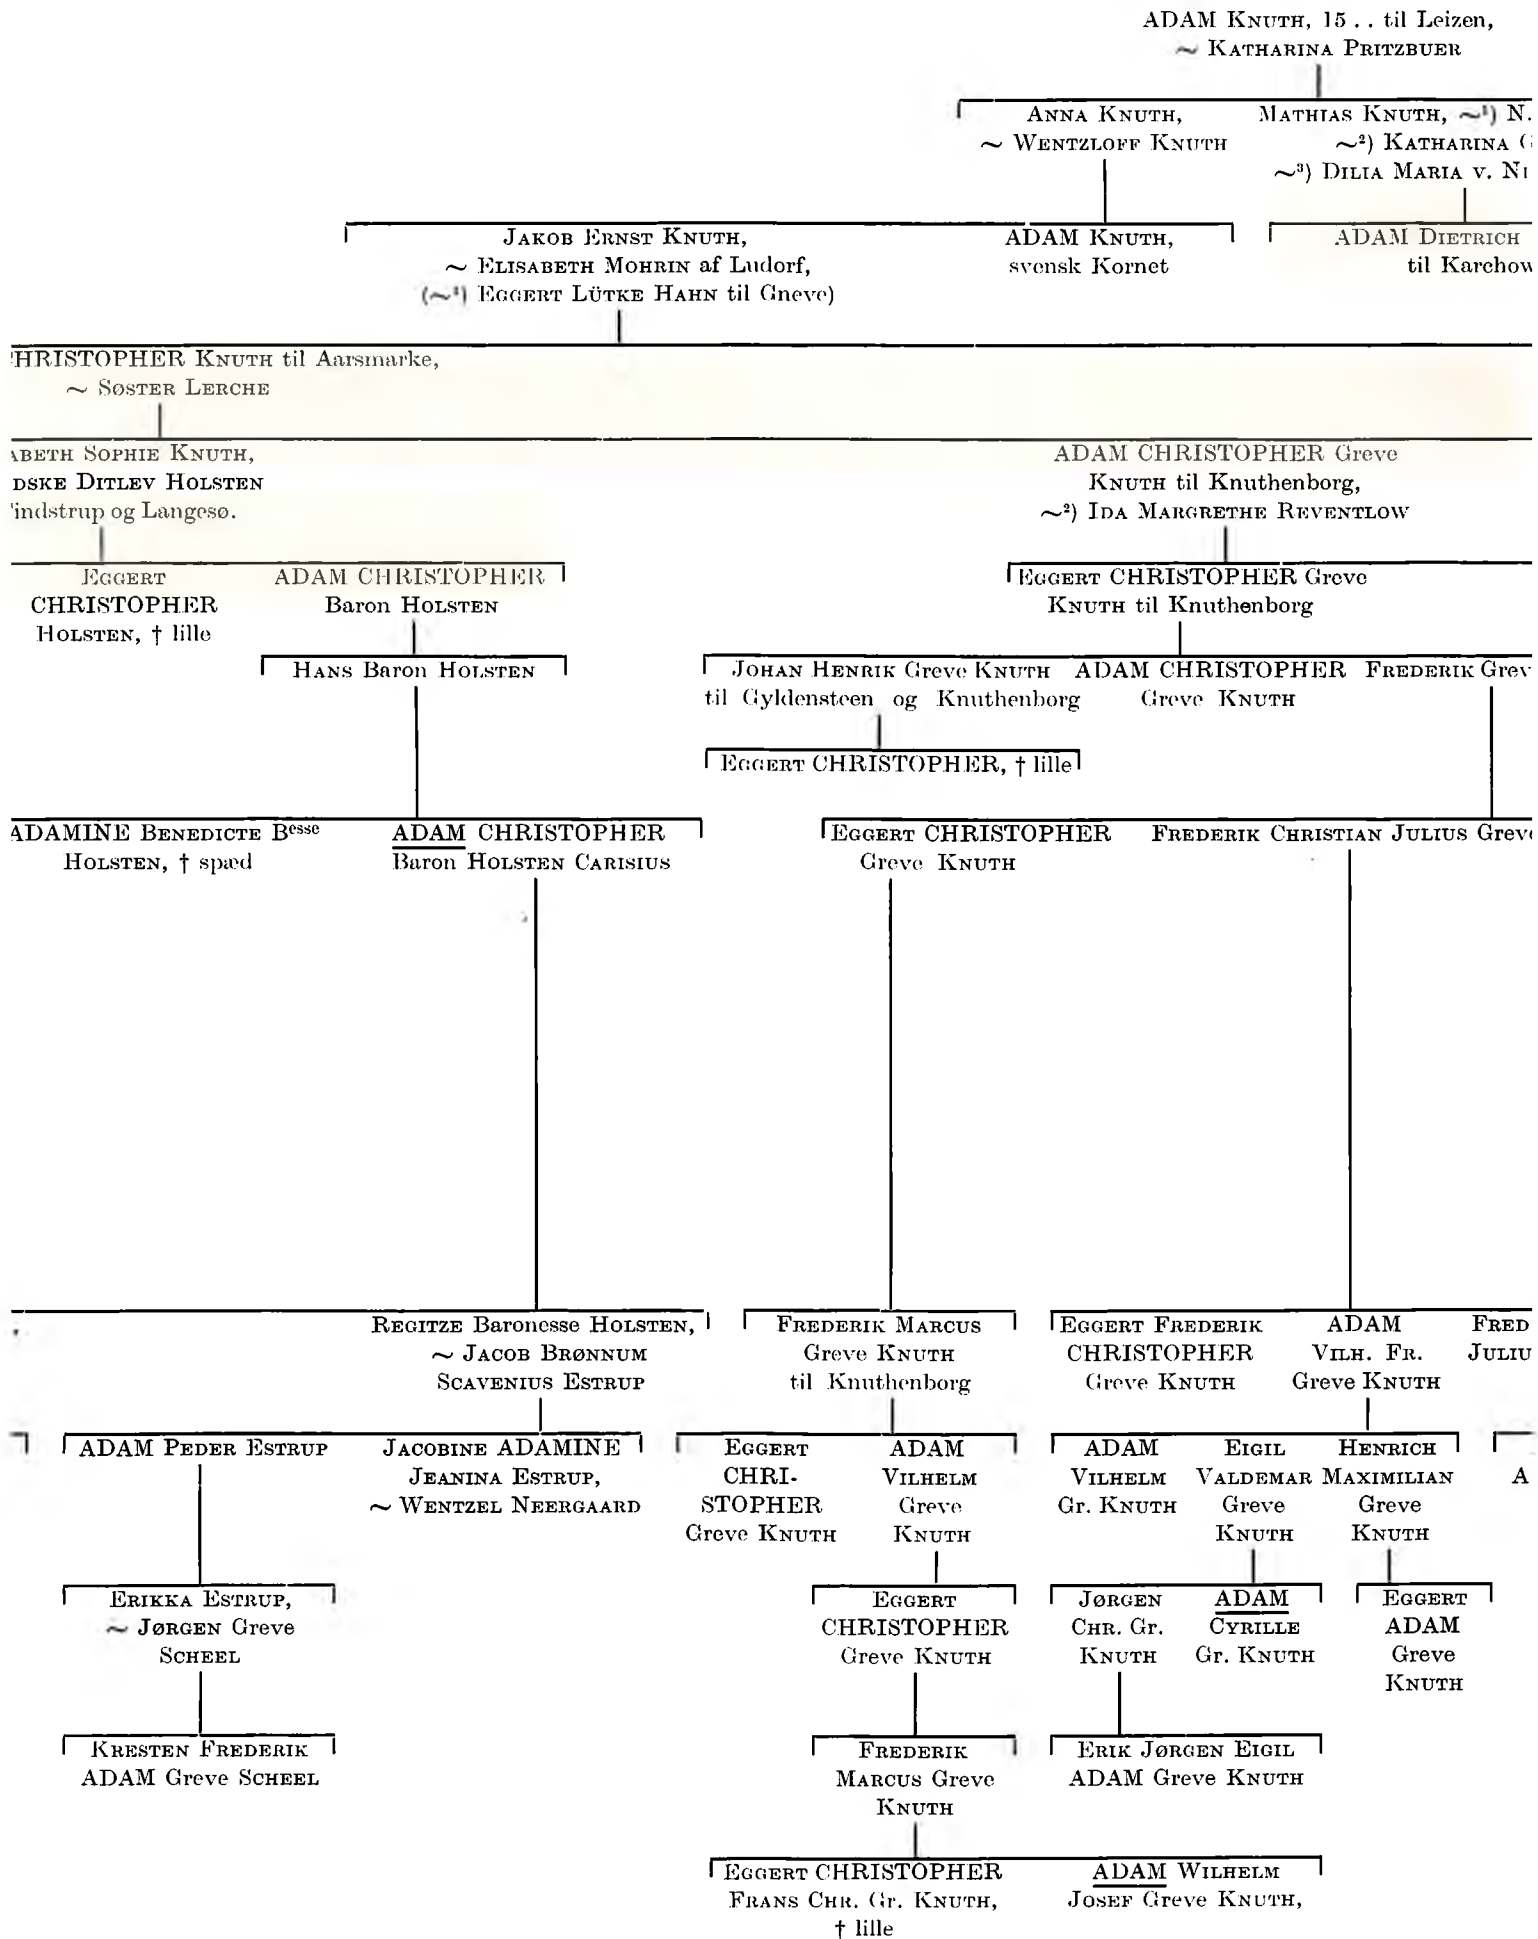 ADAM KNUTH, 15 . . til Leizen,
~ KATHARINA PRITZBUER
ANNA KNUTH,
~ WENTZLOFF KNUTH
MATHIAS KNUTH, ~¹) N.
~²) KATHARINA
~³) DILIA MARIA V. NI
JAKOB ERNST KNUTH,
~ ELISABETH MOHRIN af Ludorf,
(~¹) EGGERT LÜTKE HAHN til Gneve)
ADAM KNUTH,
svensk Kornet
ADAM DIETRICH
til Karchow
HRISTOPHER KNUTH til Aarsmarke,
~ SØSTER LERCHE
ABETH SOPHIE KNUTH,
DSKE DITLEV HOLSTEN
indstrup og Langesø.
ADAM CHRISTOPHER Greve
KNUTH til Knuthenborg,
~²) IDA MARGRETHE REVENTLOW
EGGERT
CHRISTOPHER
HOLSTEN, † lille
ADAM CHRISTOPHER
Baron HOLSTEN
EGGERT CHRISTOPHER Greve
KNUTH til Knuthenborg
HANS Baron HOLSTEN
JOHAN HENRIK Greve KNUTH
til Gyldensteen og Knuthenborg
ADAM CHRISTOPHER
Greve KNUTH
FREDERIK Grev
EGGERT CHRISTOPHER, † lille
ADAMINE BENEDICTE Besse
HOLSTEN, † spæd
ADAM CHRISTOPHER
Baron HOLSTEN CARISIUS
EGGERT CHRISTOPHER
Greve KNUTH
FREDERIK CHRISTIAN JULIUS Greve
REGITZE Baronesse HOLSTEN,
~ JACOB BRØNNUM
SCAVENIUS ESTRUP
FREDERIK MARCUS
Greve KNUTH
til Knuthenborg
EGGERT FREDERIK
CHRISTOPHER
Greve KNUTH
ADAM
VILH. FR.
Greve KNUTH
FRED
JULIU
ADAM PEDER ESTRUP
JACOBINE ADAMINE
JEANINA ESTRUP,
~ WENTZEL NEERGAARD
EGGERT
CHRI-
STOPHER
Greve KNUTH
ADAM
VILHELM
Greve
KNUTH
ADAM
VILHELM
Gr. KNUTH
EIGIL
VALDEMAR
Greve
KNUTH
HENRICH
MAXIMILIAN
Greve
KNUTH
A
ERIKKA ESTRUP,
~ JØRGEN Greve
SCHEEL
EGGERT
CHRISTOPHER
Greve KNUTH
JØRGEN
CHR. Gr.
KNUTH
ADAM
CYRILLE
Gr. KNUTH
EGGERT
ADAM
Greve
KNUTH
KRESTEN FREDERIK
ADAM Greve SCHEEL
FREDERIK
MARCUS Greve
KNUTH
ERIK JØRGEN EIGIL
ADAM Greve KNUTH
EGGERT CHRISTOPHER
FRANS CHR. Gr. KNUTH,
† lille
ADAM WILHELM
JOSEF Greve KNUTH,